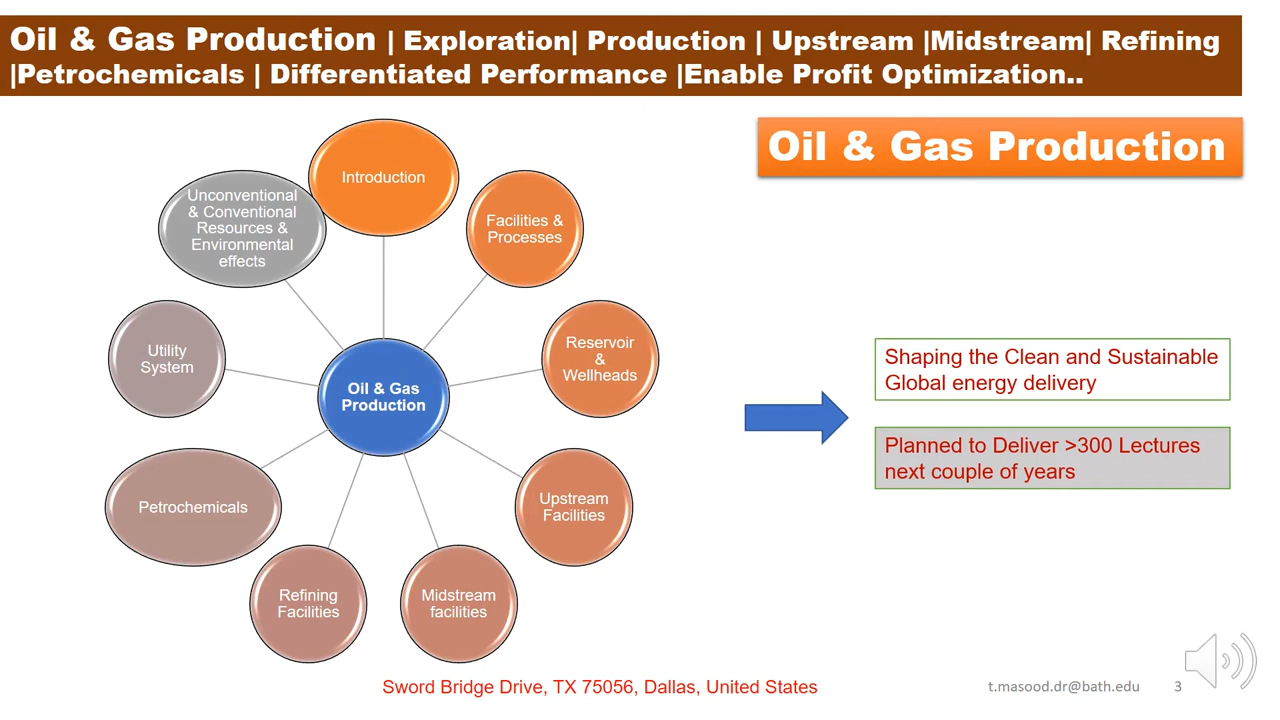 Oil & Gas Production | Exploration| Production | Upstream |Midstream| Refining
|Petrochemicals | Differentiated Performance |Enable Profit Optimization..
Oil & Gas Production
Introduction
Facilities &
Processes
Reservoir
&
Wellheads
Upstream
Facilities
Midstream
facilities
Refining
Facilities
Petrochemicals
Utility
System
Unconventional
& Conventional
Resources &
Environmental
effects
Oil & Gas
Production
Shaping the Clean and Sustainable
Global energy delivery
Planned to Deliver >300 Lectures
next couple of years
Sword Bridge Drive, TX 75056, Dallas, United States
t.masood.dr@bath.edu
3